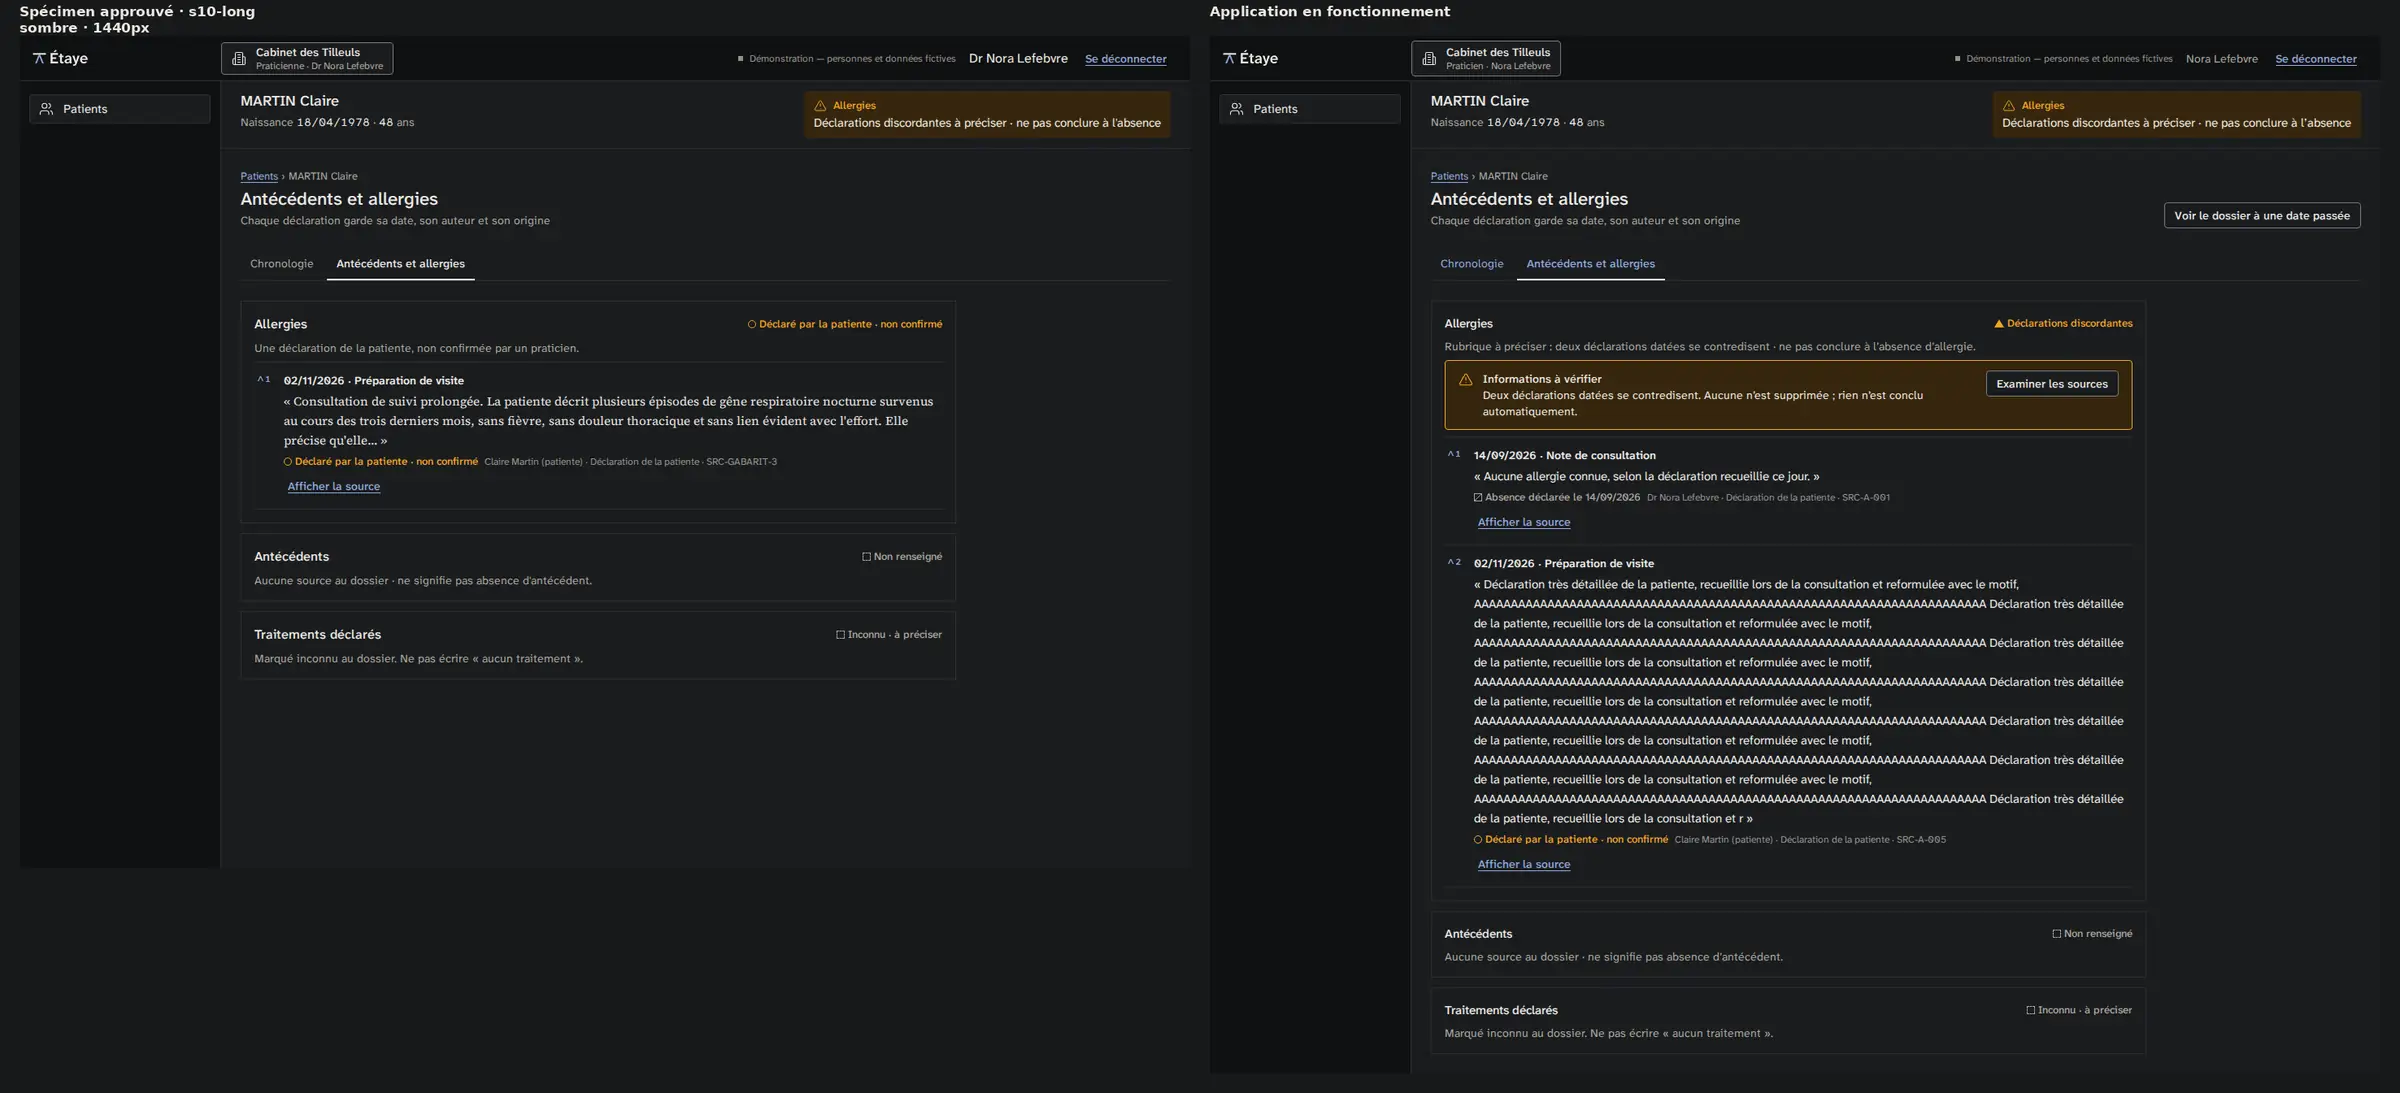 Spécimen approuvé · s10-long
sombre · 1440px
Étaye
Cabinet des Tilleuls
Praticienne · Dr Nora Lefebvre
Démonstration — personnes et données fictives
Dr Nora Lefebvre
Se déconnecter
Patients
MARTIN Claire
Naissance 18/04/1978 · 48 ans
Allergies
Déclarations discordantes à préciser · ne pas conclure à l'absence
Patients › MARTIN Claire
Antécédents et allergies
Chaque déclaration garde sa date, son auteur et son origine
Chronologie
Antécédents et allergies
Allergies
Déclaré par la patiente · non confirmé
Une déclaration de la patiente, non confirmée par un praticien.
^1
02/11/2026 · Préparation de visite
« Consultation de suivi prolongée. La patiente décrit plusieurs épisodes de gêne respiratoire nocturne survenus
au cours des trois derniers mois, sans fièvre, sans douleur thoracique et sans lien évident avec l'effort. Elle
précise qu'elle… »
Déclaré par la patiente · non confirmé Claire Martin (patiente) · Déclaration de la patiente · SRC-GABARIT-3
Afficher la source
Antécédents
Non renseigné
Aucune source au dossier · ne signifie pas absence d'antécédent.
Traitements déclarés
Inconnu · à préciser
Marqué inconnu au dossier. Ne pas écrire « aucun traitement ».
Application en fonctionnement
Étaye
Cabinet des Tilleuls
Praticien · Nora Lefebvre
Démonstration — personnes et données fictives
Nora Lefebvre
Se déconnecter
Patients
MARTIN Claire
Naissance 18/04/1978 · 48 ans
Allergies
Déclarations discordantes à préciser · ne pas conclure à l'absence
Patients › MARTIN Claire
Antécédents et allergies
Chaque déclaration garde sa date, son auteur et son origine
Voir le dossier à une date passée
Chronologie
Antécédents et allergies
Allergies
Déclarations discordantes
Rubrique à préciser : deux déclarations datées se contredisent · ne pas conclure à l'absence d'allergie.
Informations à vérifier
Deux déclarations datées se contredisent. Aucune n'est supprimée ; rien n'est conclu
automatiquement.
Examiner les sources
^1
14/09/2026 · Note de consultation
« Aucune allergie connue, selon la déclaration recueillie ce jour. »
Absence déclarée le 14/09/2026 Dr Nora Lefebvre · Déclaration de la patiente · SRC-A-001
Afficher la source
^2
02/11/2026 · Préparation de visite
« Déclaration très détaillée de la patiente, recueillie lors de la consultation et reformulée avec le motif,
AAAAAAAAAAAAAAAAAAAAAAAAAAAAAAAAAAAAAAAAAAAAAAAAAAAAAAAAAAAAAAAAAAAAAA Déclaration très détaillée
de la patiente, recueillie lors de la consultation et reformulée avec le motif,
AAAAAAAAAAAAAAAAAAAAAAAAAAAAAAAAAAAAAAAAAAAAAAAAAAAAAAAAAAAAAAAAAAAAAA Déclaration très détaillée
de la patiente, recueillie lors de la consultation et reformulée avec le motif,
AAAAAAAAAAAAAAAAAAAAAAAAAAAAAAAAAAAAAAAAAAAAAAAAAAAAAAAAAAAAAAAAAAAAAA Déclaration très détaillée
de la patiente, recueillie lors de la consultation et reformulée avec le motif,
AAAAAAAAAAAAAAAAAAAAAAAAAAAAAAAAAAAAAAAAAAAAAAAAAAAAAAAAAAAAAAAAAAAAAA Déclaration très détaillée
de la patiente, recueillie lors de la consultation et reformulée avec le motif,
AAAAAAAAAAAAAAAAAAAAAAAAAAAAAAAAAAAAAAAAAAAAAAAAAAAAAAAAAAAAAAAAAAAAAA Déclaration très détaillée
de la patiente, recueillie lors de la consultation et reformulée avec le motif,
AAAAAAAAAAAAAAAAAAAAAAAAAAAAAAAAAAAAAAAAAAAAAAAAAAAAAAAAAAAAAAAAAAAAAA Déclaration très détaillée
de la patiente, recueillie lors de la consultation et r »
Déclaré par la patiente · non confirmé Claire Martin (patiente) · Déclaration de la patiente · SRC-A-005
Afficher la source
Antécédents
Non renseigné
Aucune source au dossier · ne signifie pas absence d'antécédent.
Traitements déclarés
Inconnu · à préciser
Marqué inconnu au dossier. Ne pas écrire « aucun traitement ».